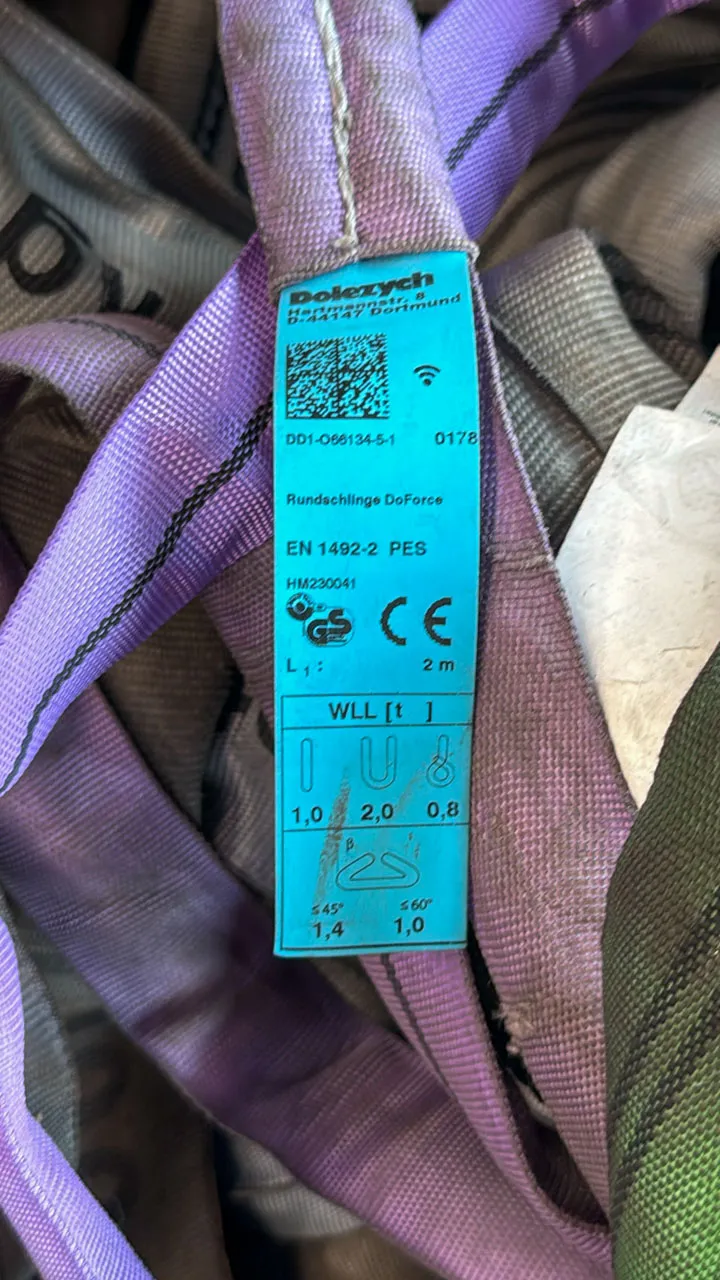 Dolezych
Hartmannstr. 8
D-44147 Dortmund
DD1-O66134-5-1 0178
Rundschlinge DoForce
EN 1492-2 PES
HM230041
GS CE
L 1 : 2 m
WLL [t ]
1,0 2,0 0,8
β
≤45° ≤60°
1,4 1,0